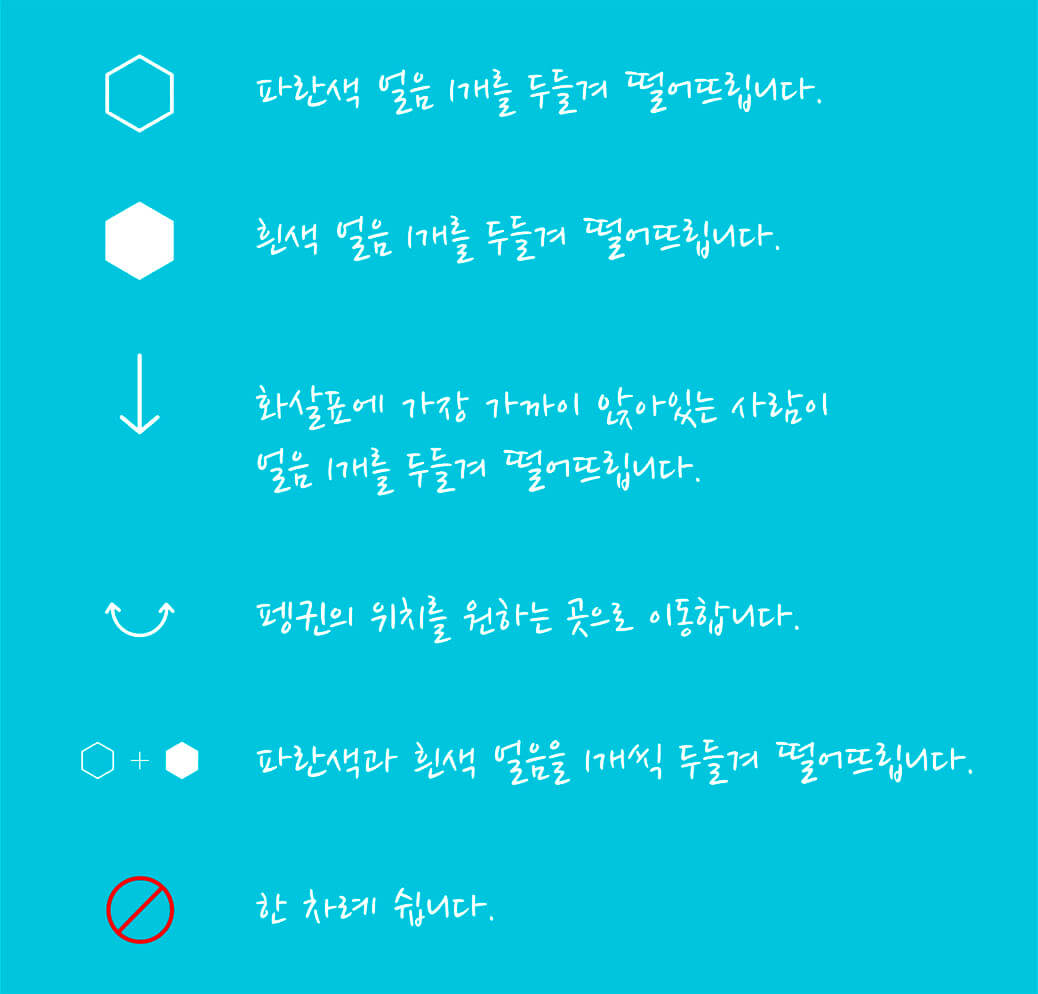 파란색 얼음 1개를 두들겨 떨어뜨립니다.
흰색 얼음 1개를 두들겨 떨어뜨립니다.
화살표에 가장 가까이 앉아있는 사람이
얼음 1개를 두들겨 떨어뜨립니다.
펭귄의 위치를 원하는 곳으로 이동합니다.
파란색과 흰색 얼음을 1개씩 두들겨 떨어뜨립니다.
한 차례 쉽니다.